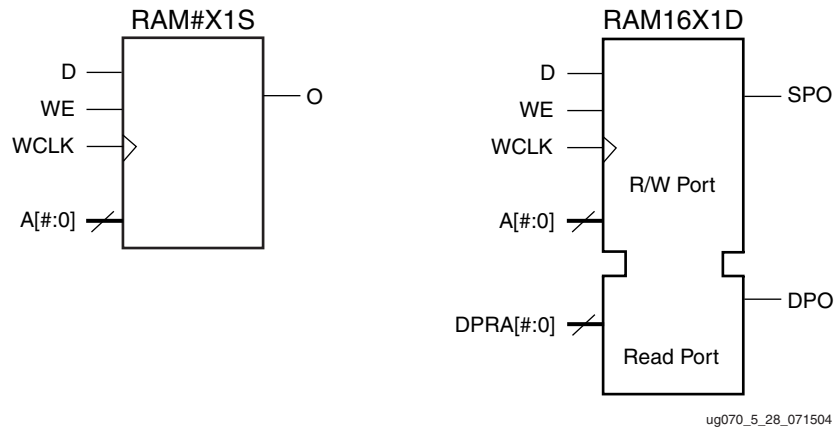 RAM#X1S
D
WE
WCLK
A[#:0]
O
RAM16X1D
D
WE
WCLK
A[#:0]
DPRA[#:0]
R/W Port
Read Port
SPO
DPO
ug070_5_28_071504